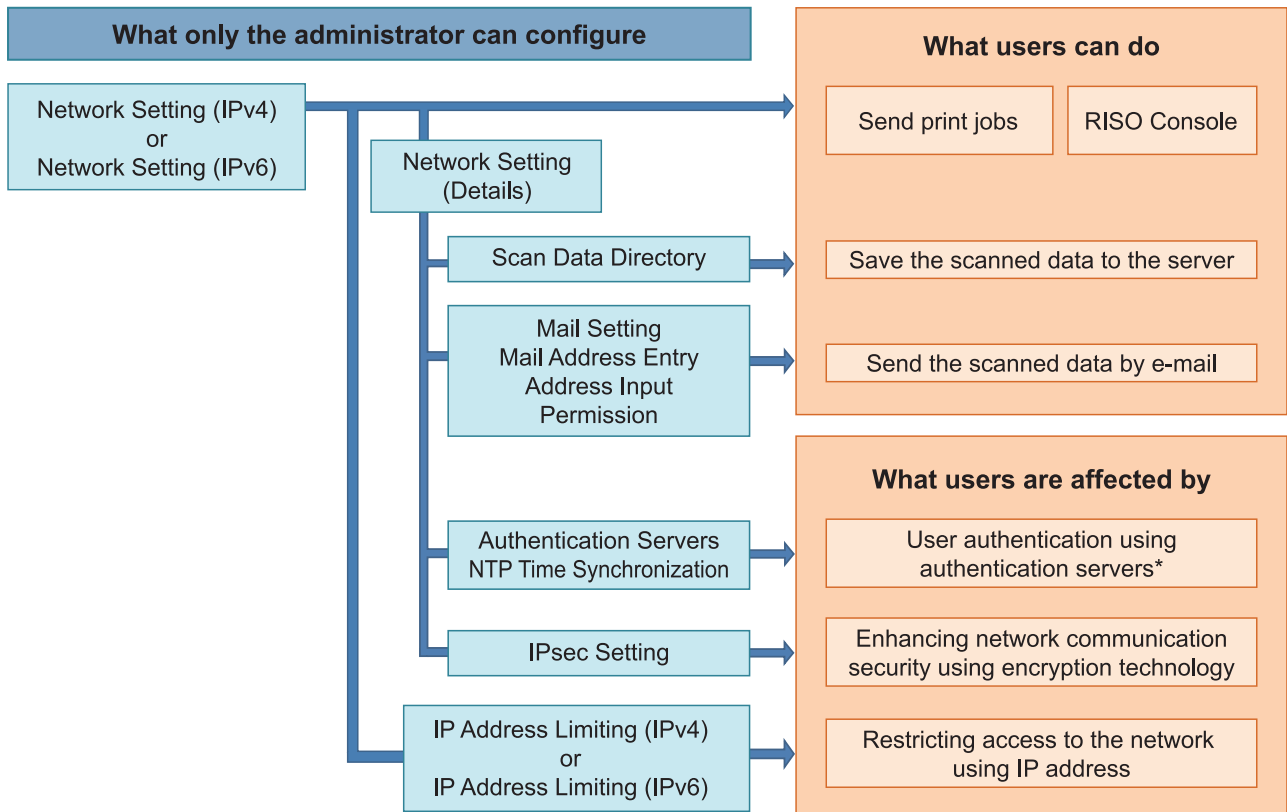 What only the administrator can configure
Network Setting (IPv4)
or
Network Setting (IPv6)
Network Setting
(Details)
Scan Data Directory
Mail Setting
Mail Address Entry
Address Input
Permission
Authentication Servers
NTP Time Synchronization
IPsec Setting
IP Address Limiting (IPv4)
or
IP Address Limiting (IPv6)
What users can do
Send print jobs
RISO Console
Save the scanned data to the server
Send the scanned data by e-mail
What users are affected by
User authentication using
authentication servers*
Enhancing network communication
security using encryption technology
Restricting access to the network
using IP address